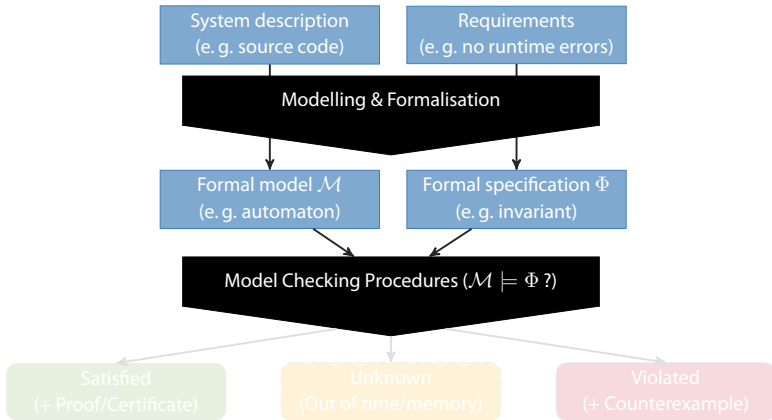 System description
(e. g. source code)
Requirements
(e. g. no runtime errors)
Modelling & Formalisation
Formal model ℳ
(e. g. automaton)
Formal specification Φ
(e. g. invariant)
Model Checking Procedures (ℳ ⊨ Φ ?)
Satisfied
(+ Proof/Certificate)
Unknown
(Out of time/memory)
Violated
(+ Counterexample)